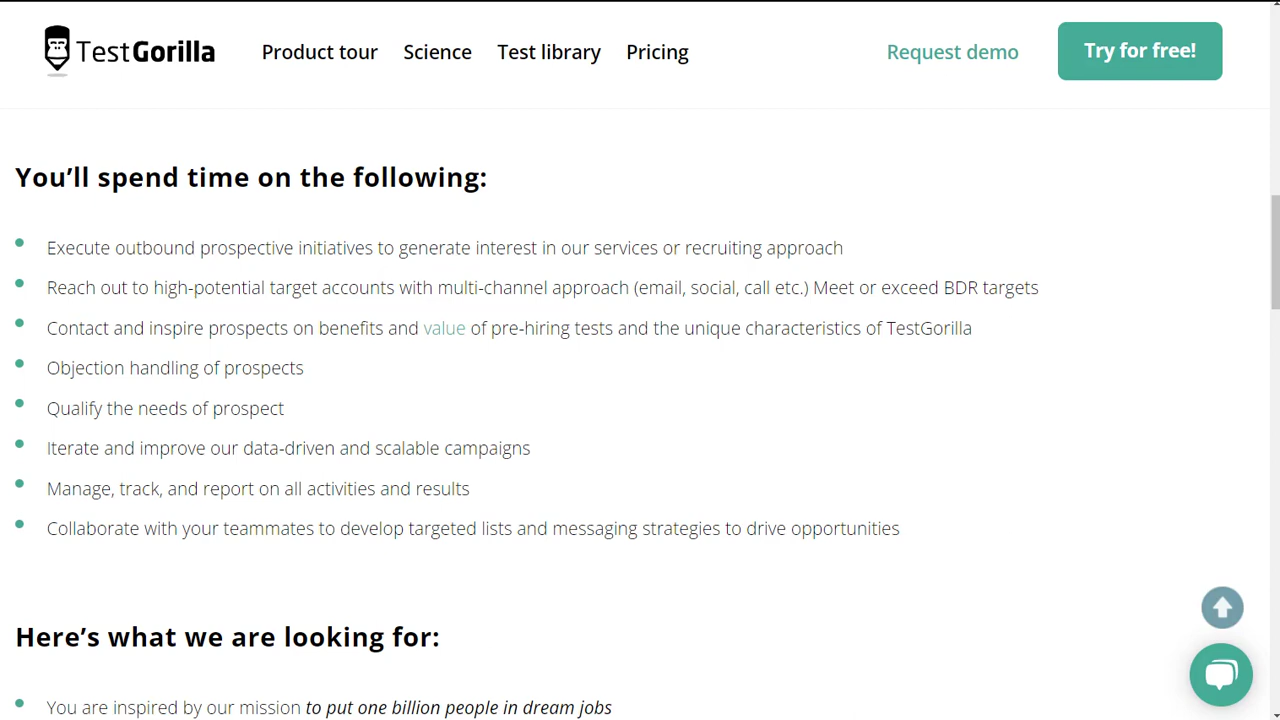 TestGorilla Product tour Science Test library Pricing Request demo Try for free!
You’ll spend time on the following:
Execute outbound prospective initiatives to generate interest in our services or recruiting approach
Reach out to high-potential target accounts with multi-channel approach (email, social, call etc.) Meet or exceed BDR targets
Contact and inspire prospects on benefits and value of pre-hiring tests and the unique characteristics of TestGorilla
Objection handling of prospects
Qualify the needs of prospect
Iterate and improve our data-driven and scalable campaigns
Manage, track, and report on all activities and results
Collaborate with your teammates to develop targeted lists and messaging strategies to drive opportunities
Here’s what we are looking for:
You are inspired by our mission to put one billion people in dream jobs